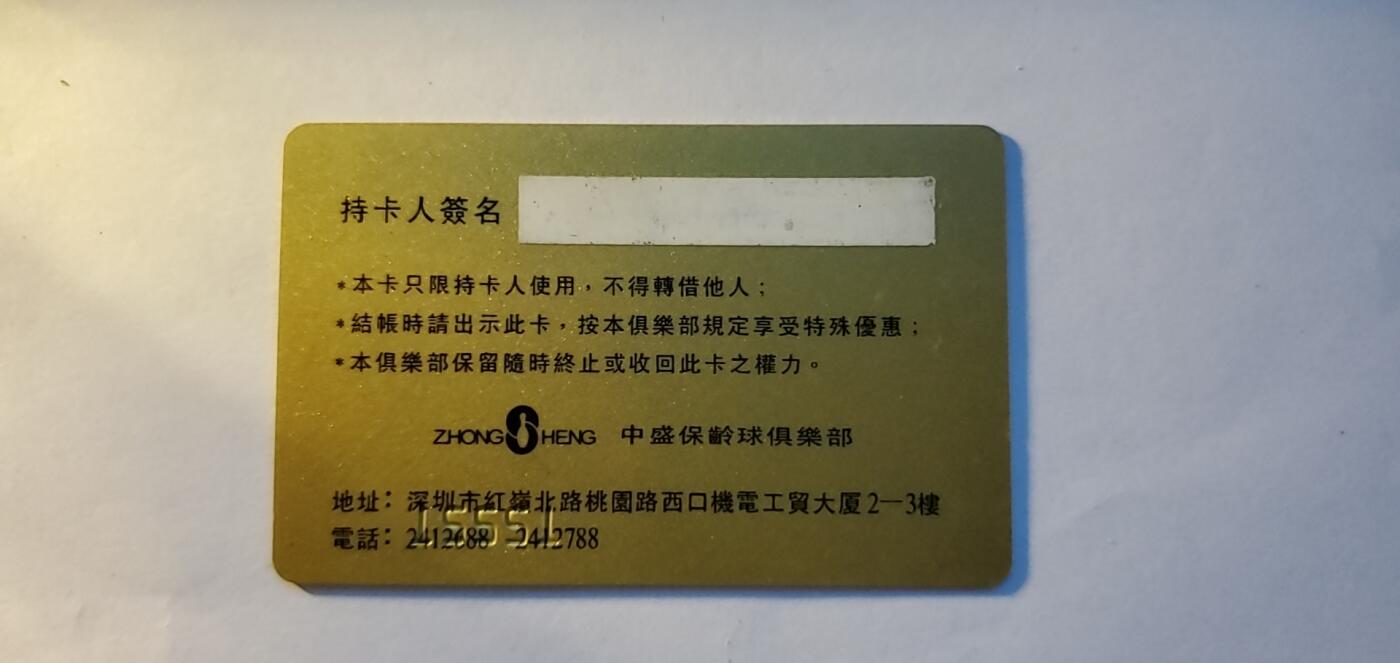 持卡人簽名
*本卡只限持卡人使用，不得轉借他人；
*結帳時請出示此卡，按本俱樂部規定享受特殊優惠；
*本俱樂部保留隨時終止或收回此卡之權力。
ZHONG SHENG 中盛保齡球俱樂部
地址：深圳市紅嶺北路桃園路西口機電工貿大厦2—3樓
電話：2412688 2412788